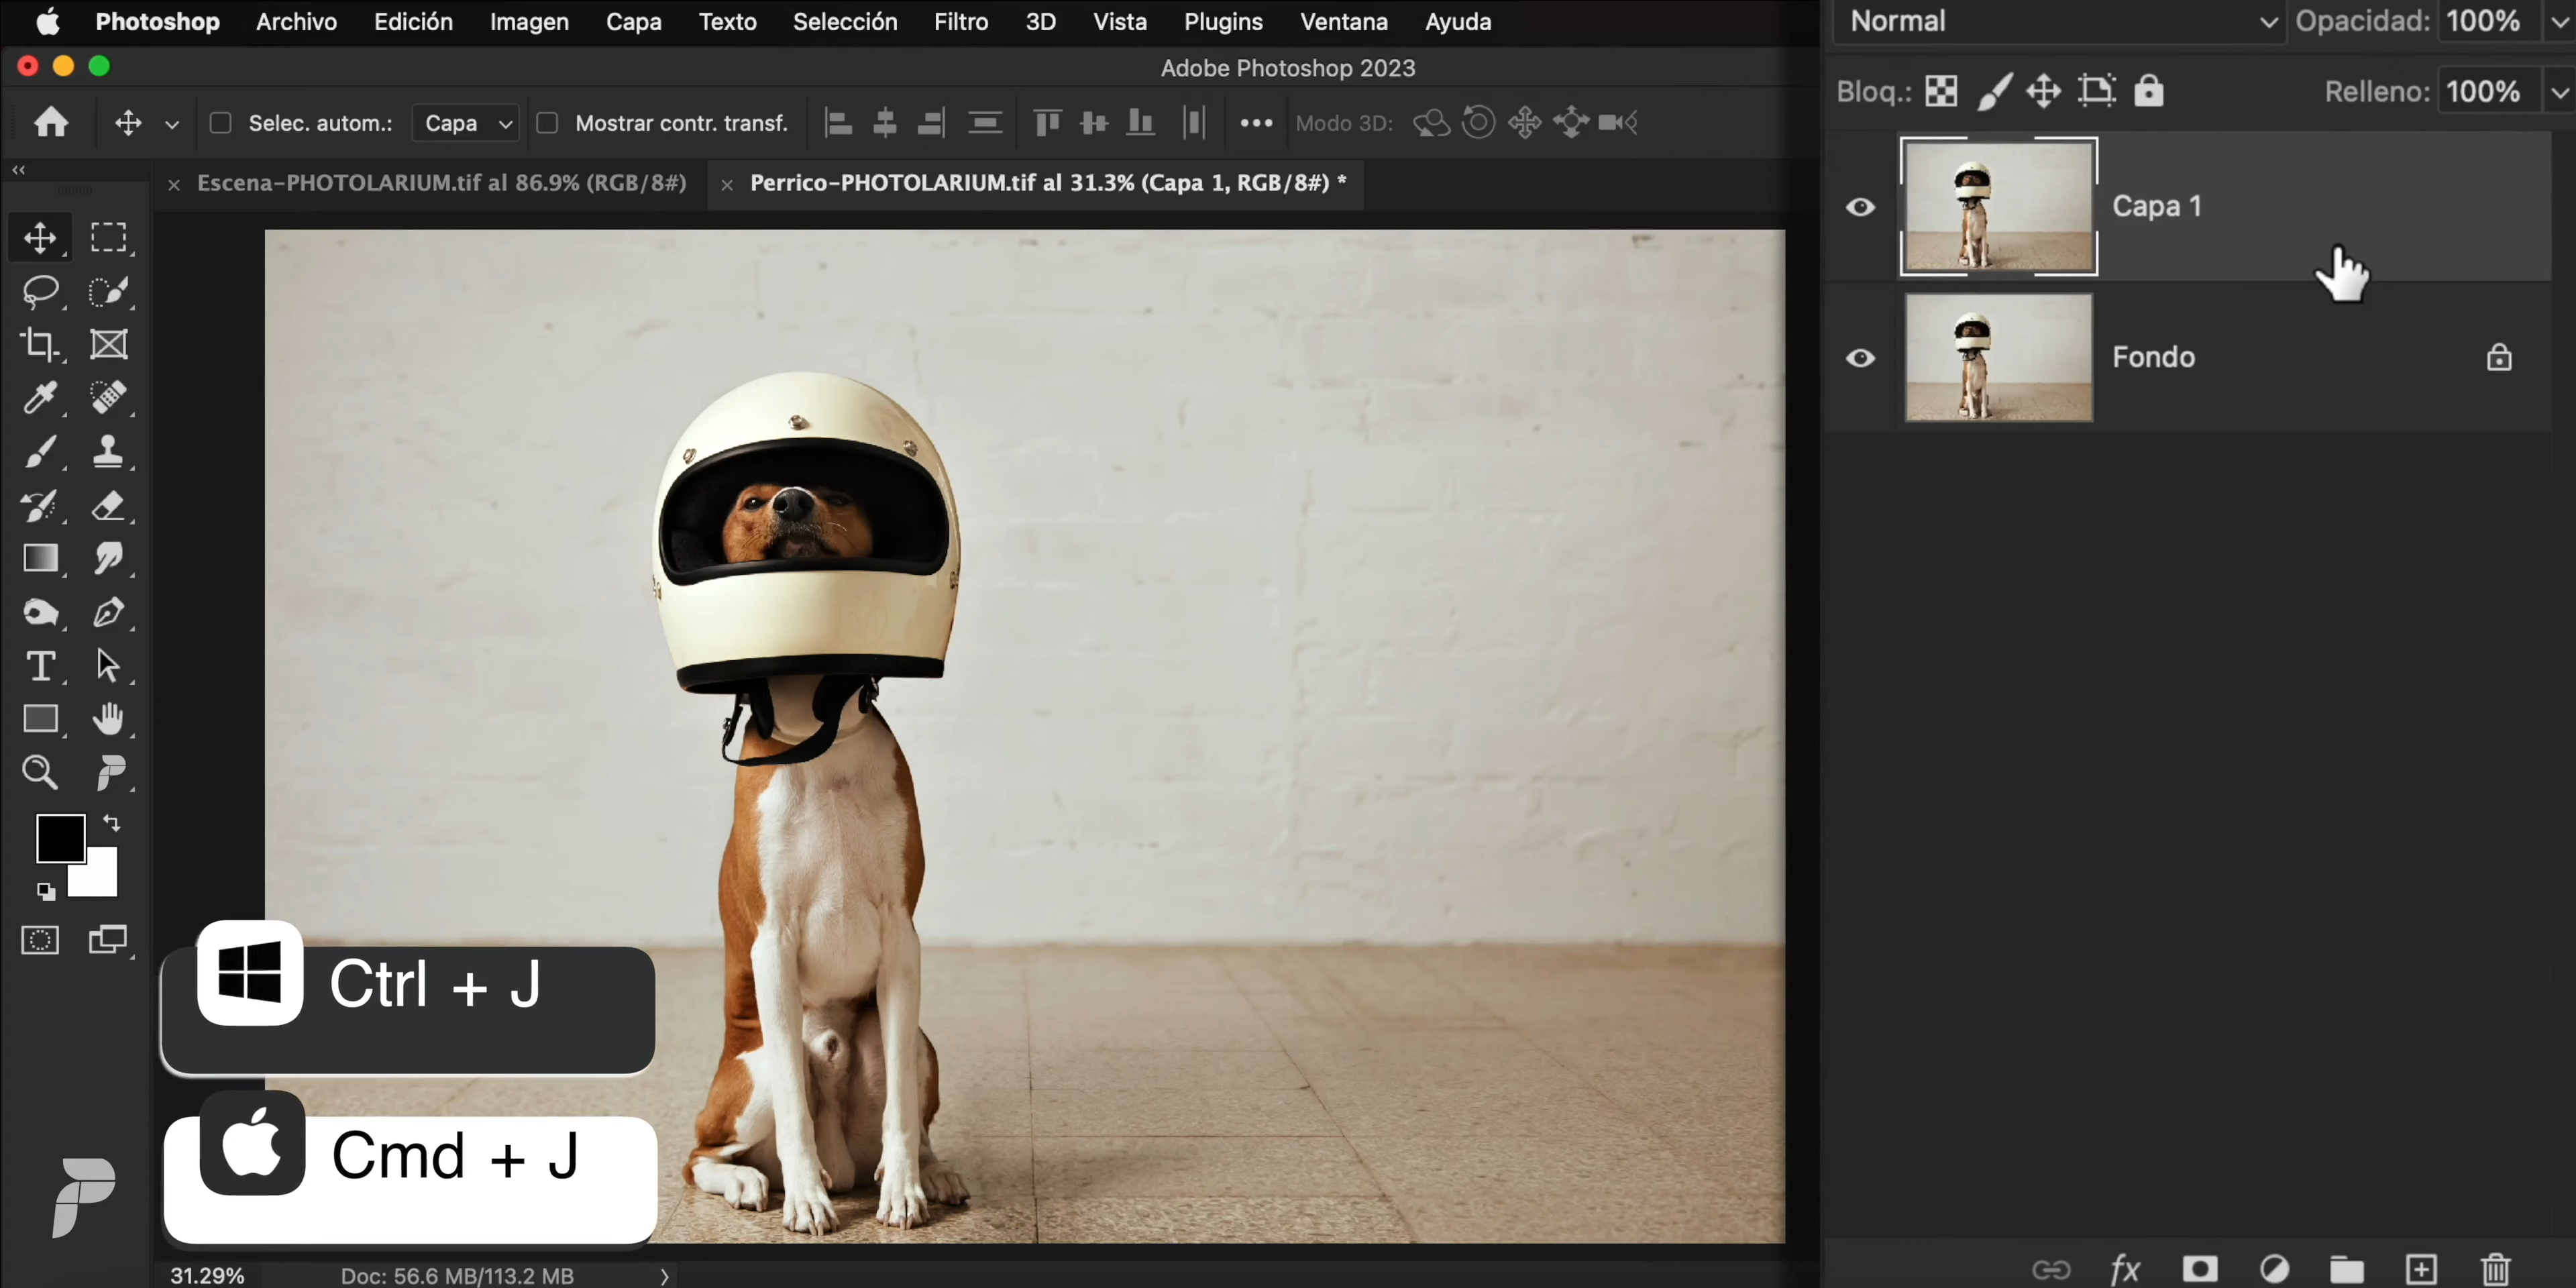 Photoshop Archivo Edición Imagen Capa Texto Selección Filtro 3D Vista Plugins Ventana Ayuda
Adobe Photoshop 2023
Selec. autom.: Capa Mostrar contr. transf. Modo 3D:
Escena-PHOTOLARIUM.tif al 86.9% (RGB/8#)
Perrico-PHOTOLARIUM.tif al 31.3% (Capa 1, RGB/8#) *
Normal Opacidad: 100%
Bloq.: Relleno: 100%
Capa 1
Fondo
Ctrl + J
Cmd + J
31.29% Doc: 56.6 MB/113.2 MB
fx